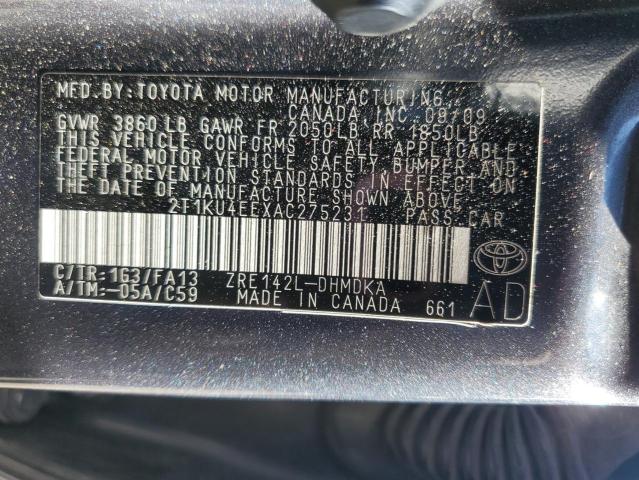 MFD.BY:TOYOTA MOTOR MANUFACTURING
CANADA INC. 09/09
GVWR 3860 LB GAWR FR 2050LB RR 1850LB
THIS VEHICLE CONFORMS TO ALL APPLICABLE
FEDERAL MOTOR VEHICLE SAFETY, BUMPER, AND
THEFT PREVENTION STANDARDS IN EFFECT ON
THE DATE OF MANUFACTURE SHOWN ABOVE.
2T1KU4EEXAC275231 PASS.CAR
C/TR:163/FA13 ZRE142L-DHMDKA
A/TM:-05A/C59 MADE IN CANADA 661
TOYOTA
AD